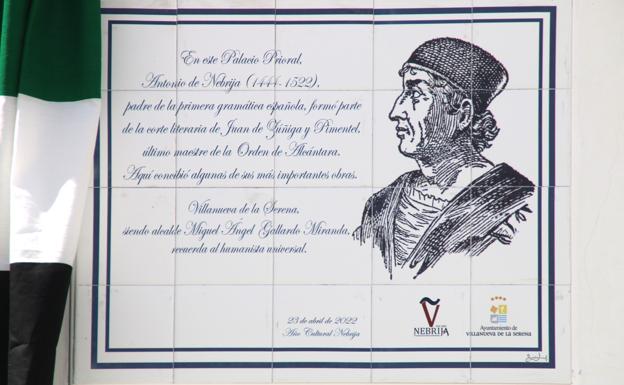 En este Palacio Prioral,
Antonio de Nebrija (1444-1522),
padre de la primera gramática española, formó parte
de la corte literaria de Juan de Zúñiga y Pimentel,
último maestre de la Orden de Alcántara.
Aquí concibió algunas de sus más importantes obras.
Villanueva de la Serena,
siendo alcalde Miguel Ángel Gallardo Miranda,
recuerda al humanista universal.
23 de abril de 2022
Año Cultural Nebrija
NEBRIJA
Ayuntamiento de
VILLANUEVA DE LA SERENA